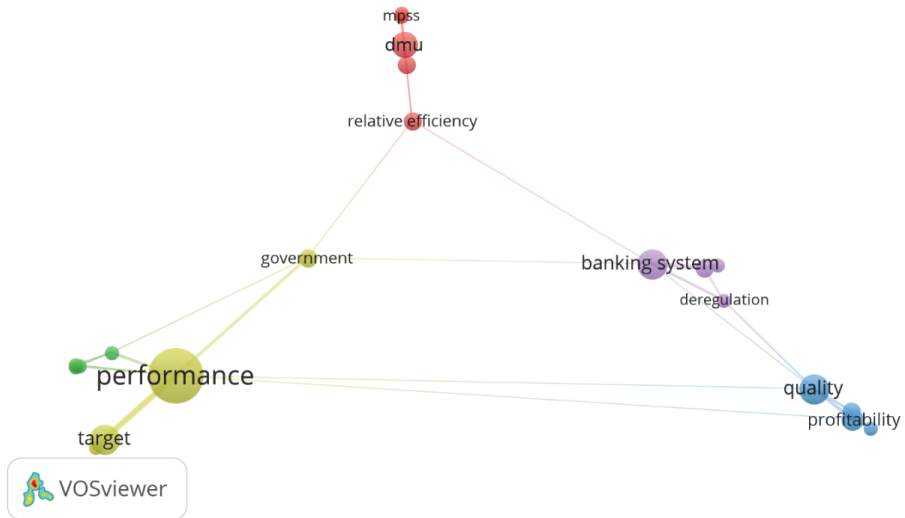 mpss
dmu
relative efficiency
government
banking system
deregulation
performance
quality
profitability
target
VOSviewer